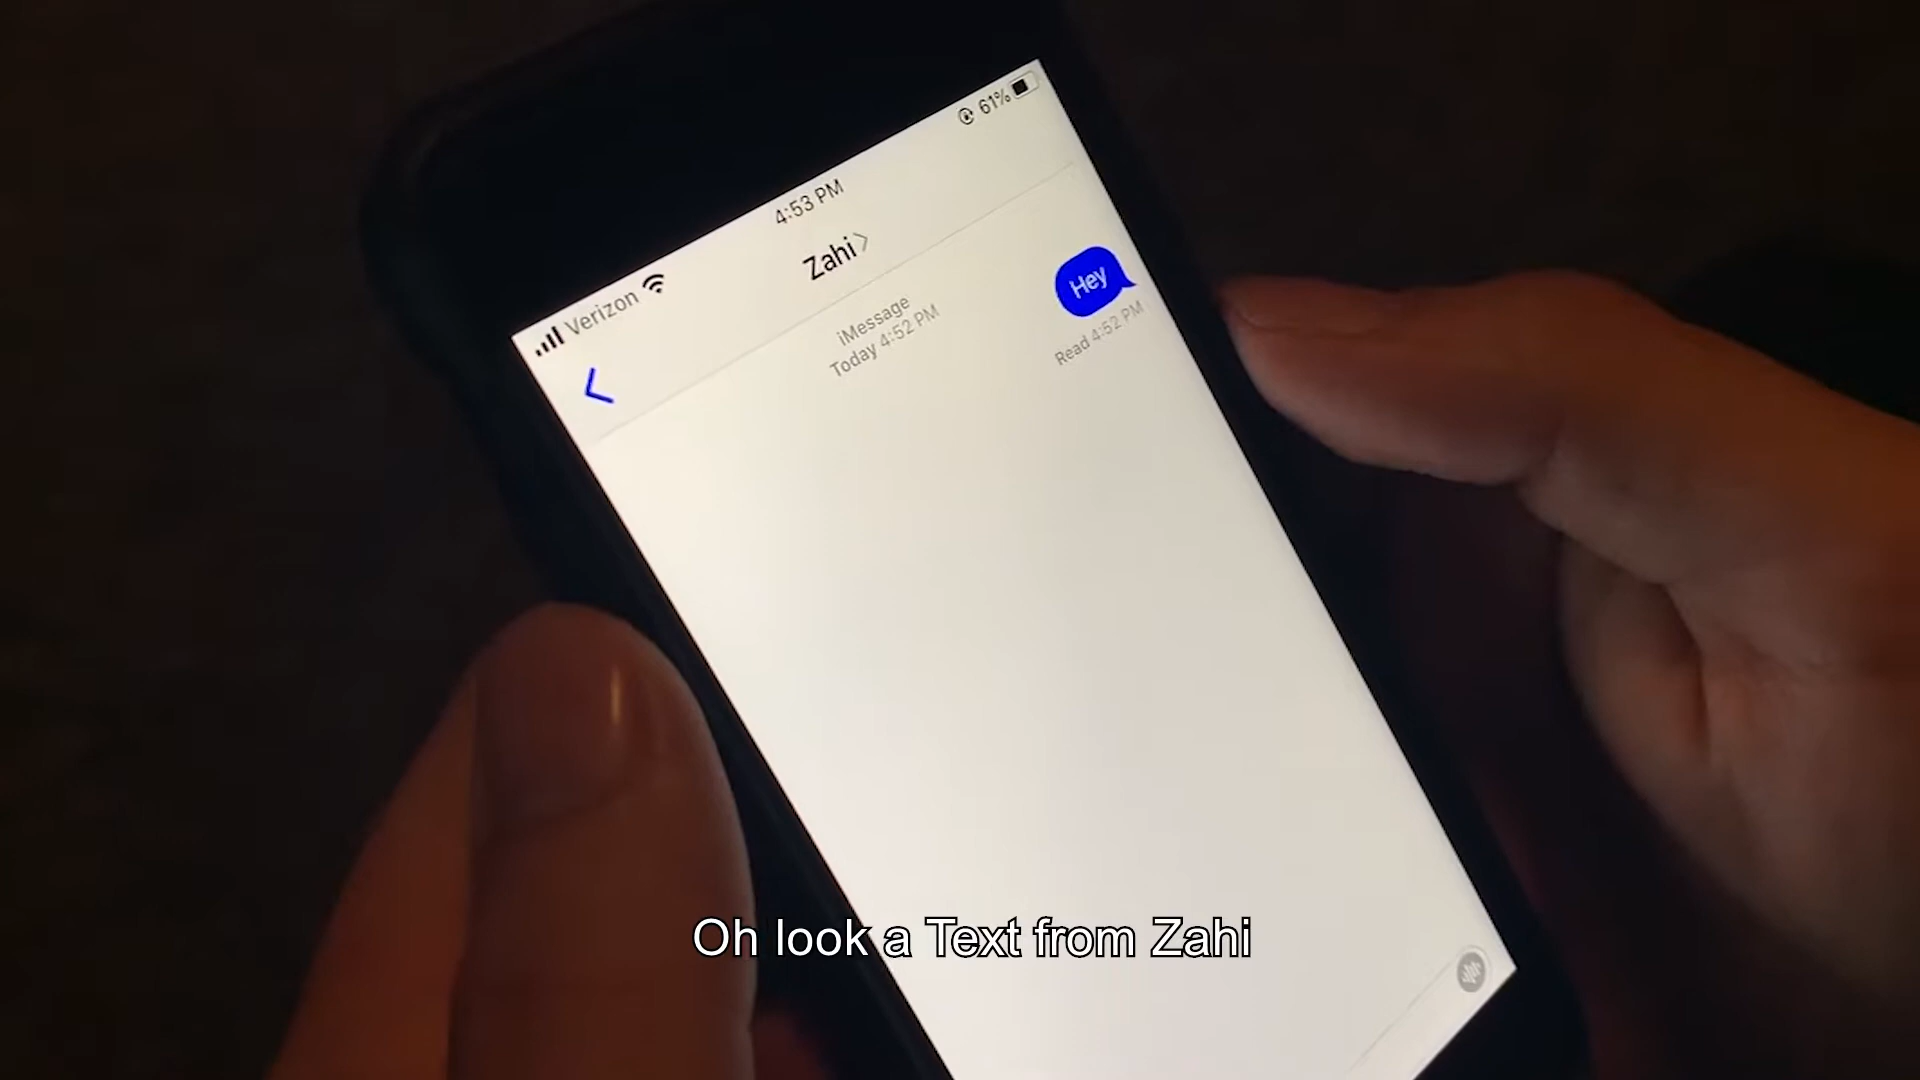 Verizon
4:53 PM
61%
Zahi
iMessage
Today 4:52 PM
Hey
Read 4:52 PM
Oh look a Text from Zahi